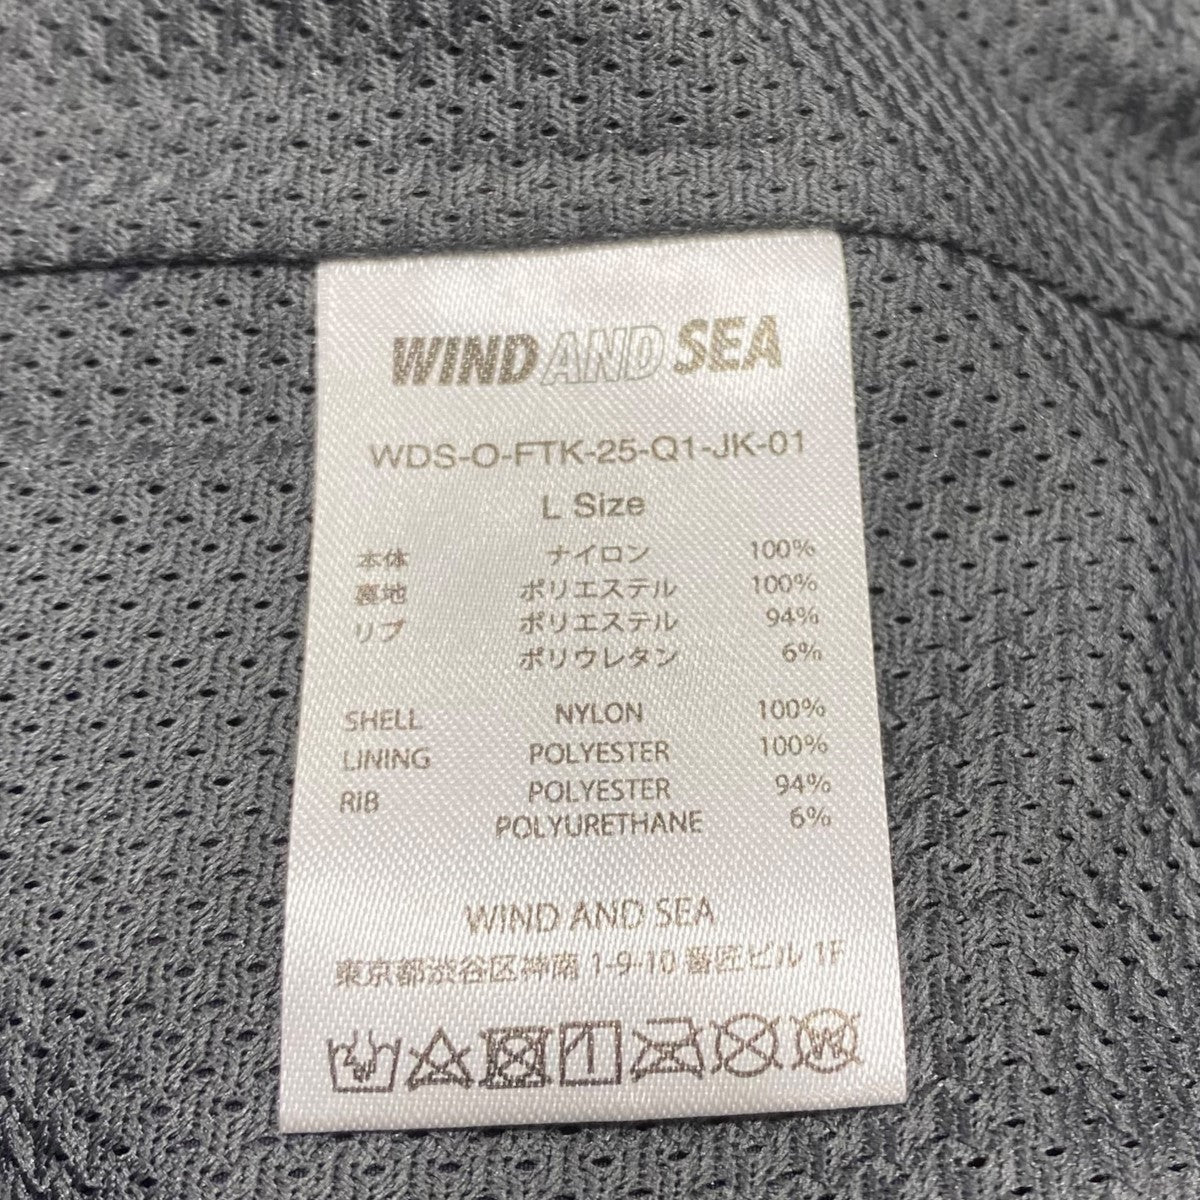 WIND AND SEA
WDS-O-FTK-25-Q1-JK-01
L Size
本体 ナイロン 100%
裏地 ポリエステル 100%
リブ ポリエステル 94%
ポリウレタン 6%
SHELL NYLON 100%
LINING POLYESTER 100%
RIB POLYESTER 94%
POLYURETHANE 6%
WIND AND SEA
東京都渋谷区神南 1-9-10 番匠ビル 1F
W